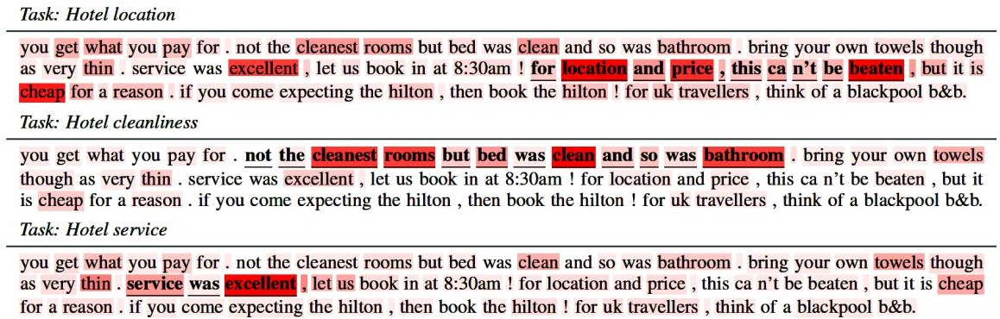 Task: Hotel location
you get what you pay for . not the cleanest rooms but bed was clean and so was bathroom . bring your own towels though
as very thin . service was excellent , let us book in at 8:30am ! for location and price , this ca n't be beaten , but it is
cheap for a reason . if you come expecting the hilton , then book the hilton ! for uk travellers , think of a blackpool b&b.
Task: Hotel cleanliness
you get what you pay for . not the cleanest rooms but bed was clean and so was bathroom . bring your own towels
though as very thin . service was excellent , let us book in at 8:30am ! for location and price , this ca n't be beaten , but it
is cheap for a reason . if you come expecting the hilton , then book the hilton ! for uk travellers , think of a blackpool b&b.
Task: Hotel service
you get what you pay for . not the cleanest rooms but bed was clean and so was bathroom . bring your own towels though
as very thin . service was excellent , let us book in at 8:30am ! for location and price , this ca n't be beaten , but it is cheap
for a reason . if you come expecting the hilton , then book the hilton ! for uk travellers , think of a blackpool b&b.